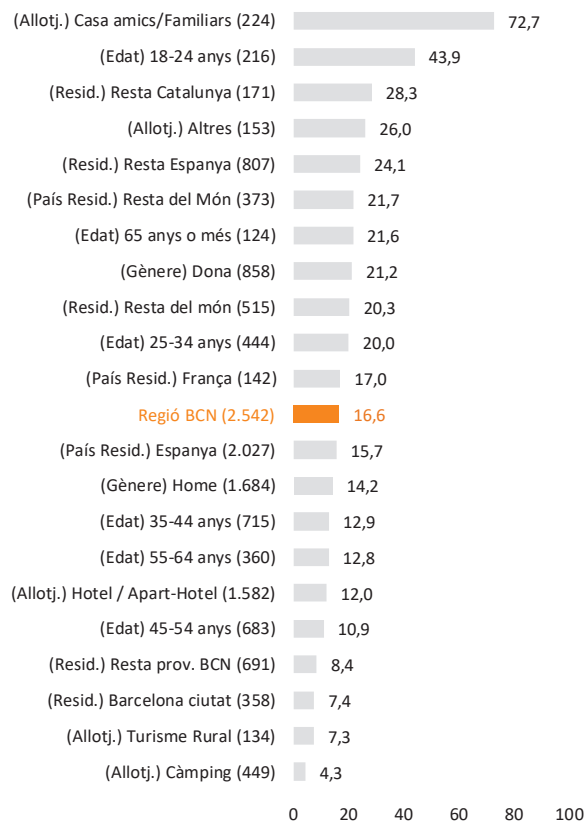 (Allotj.) Casa amics/Familiars (224) 72,7
(Edat) 18-24 anys (216) 43,9
(Resid.) Resta Catalunya (171) 28,3
(Allotj.) Altres (153) 26,0
(Resid.) Resta Espanya (807) 24,1
(País Resid.) Resta del Món (373) 21,7
(Edat) 65 anys o més (124) 21,6
(Gènere) Dona (858) 21,2
(Resid.) Resta del món (515) 20,3
(Edat) 25-34 anys (444) 20,0
(País Resid.) França (142) 17,0
Regió BCN (2.542) 16,6
(País Resid.) Espanya (2.027) 15,7
(Gènere) Home (1.684) 14,2
(Edat) 35-44 anys (715) 12,9
(Edat) 55-64 anys (360) 12,8
(Allotj.) Hotel / Apart-Hotel (1.582) 12,0
(Edat) 45-54 anys (683) 10,9
(Resid.) Resta prov. BCN (691) 8,4
(Resid.) Barcelona ciutat (358) 7,4
(Allotj.) Turisme Rural (134) 7,3
(Allotj.) Càmping (449) 4,3
0 20 40 60 80 100